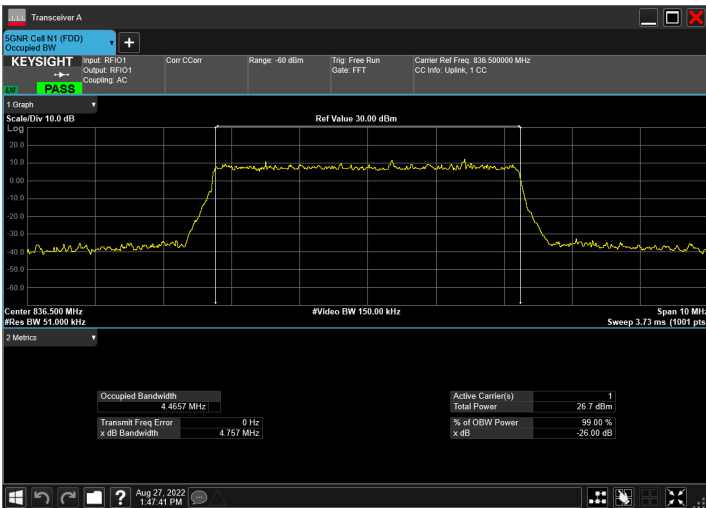 Transceiver A
5GNR Cell N1 (FDD)
Occupied BW
KEYSIGHT
LXI
PASS
Input: RFIO1
Output: RFIO1
Coupling: AC
Corr CCorr
Range: -60 dBm
Trig: Free Run
Gate: FFT
Carrier Ref Freq: 836.500000 MHz
CC Info: Uplink, 1 CC
1 Graph
Scale/Div 10.0 dB
Ref Value 30.00 dBm
Log
20.0
10.0
0.00
-10.0
-20.0
-30.0
-40.0
-50.0
-60.0
Center 836.500 MHz
#Video BW 150.00 kHz
Span 10 MHz
#Res BW 51.000 kHz
Sweep 3.73 ms (1001 pts
2 Metrics
Occupied Bandwidth
4.4657 MHz
Transmit Freq Error 0 Hz
x dB Bandwidth 4.757 MHz
Active Carrier(s) 1
Total Power 26.7 dBm
% of OBW Power 99.00 %
x dB -26.00 dB
?
Aug 27, 2022
1:47:41 PM